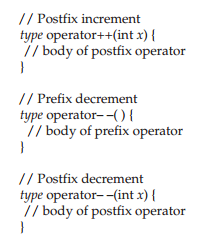 // Postfix increment
type operator++(int x) {
// body of postfix operator
}
// Prefix decrement
type operator– –( ) {
// body of prefix operator
}
// Postfix decrement
type operator– –(int x) {
// body of postfix operator
}